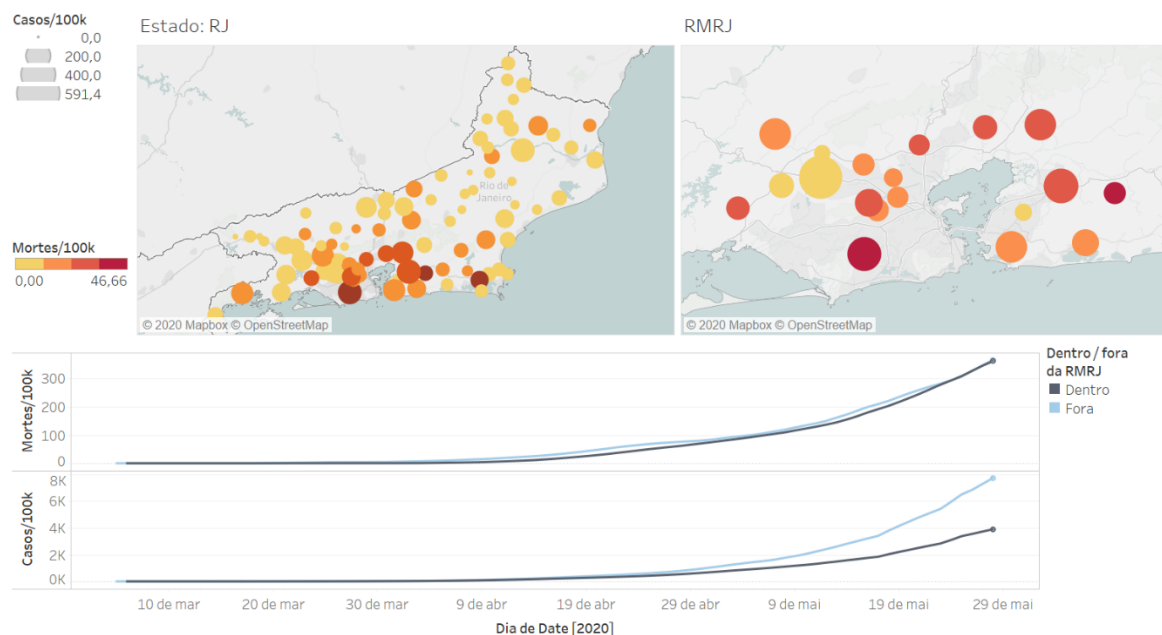 Casos/100k
0,0
200,0
400,0
591,4
Mortes/100k
0,00 46,66
Estado: RJ
Rio de
Janeiro
© 2020 Mapbox © OpenStreetMap
RMRJ
© 2020 Mapbox © OpenStreetMap
Mortes/100k
300
200
100
0
Casos/100k
8K
6K
4K
2K
0K
10 de mar 20 de mar 30 de mar 9 de abr 19 de abr 29 de abr 9 de mai 19 de mai 29 de mai
Dia de Date [2020]
Dentro / fora
da RMRJ
Dentro
Fora